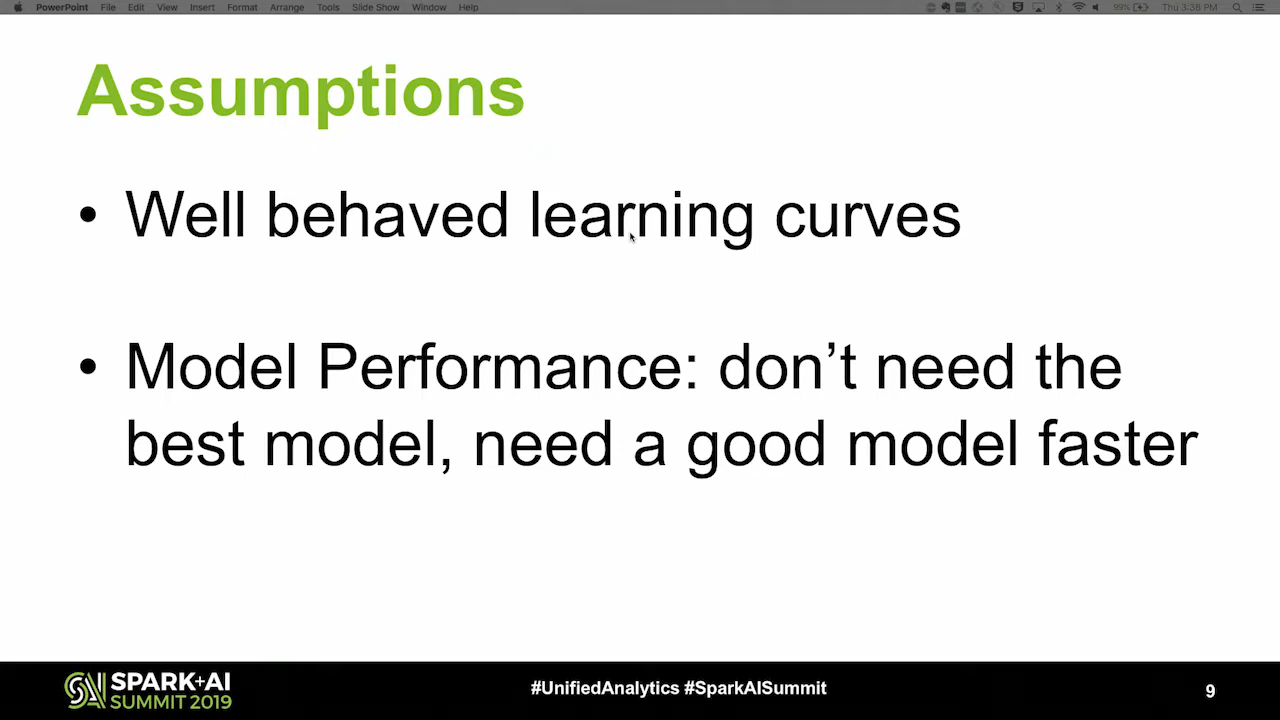 PowerPoint File Edit View Insert Format Arrange Tools Slide Show Window Help 99% Thu 3:38 PM
Assumptions
• Well behaved learning curves
• Model Performance: don’t need the
best model, need a good model faster
SPARK+AI
SUMMIT 2019
#UnifiedAnalytics #SparkAISummit
9